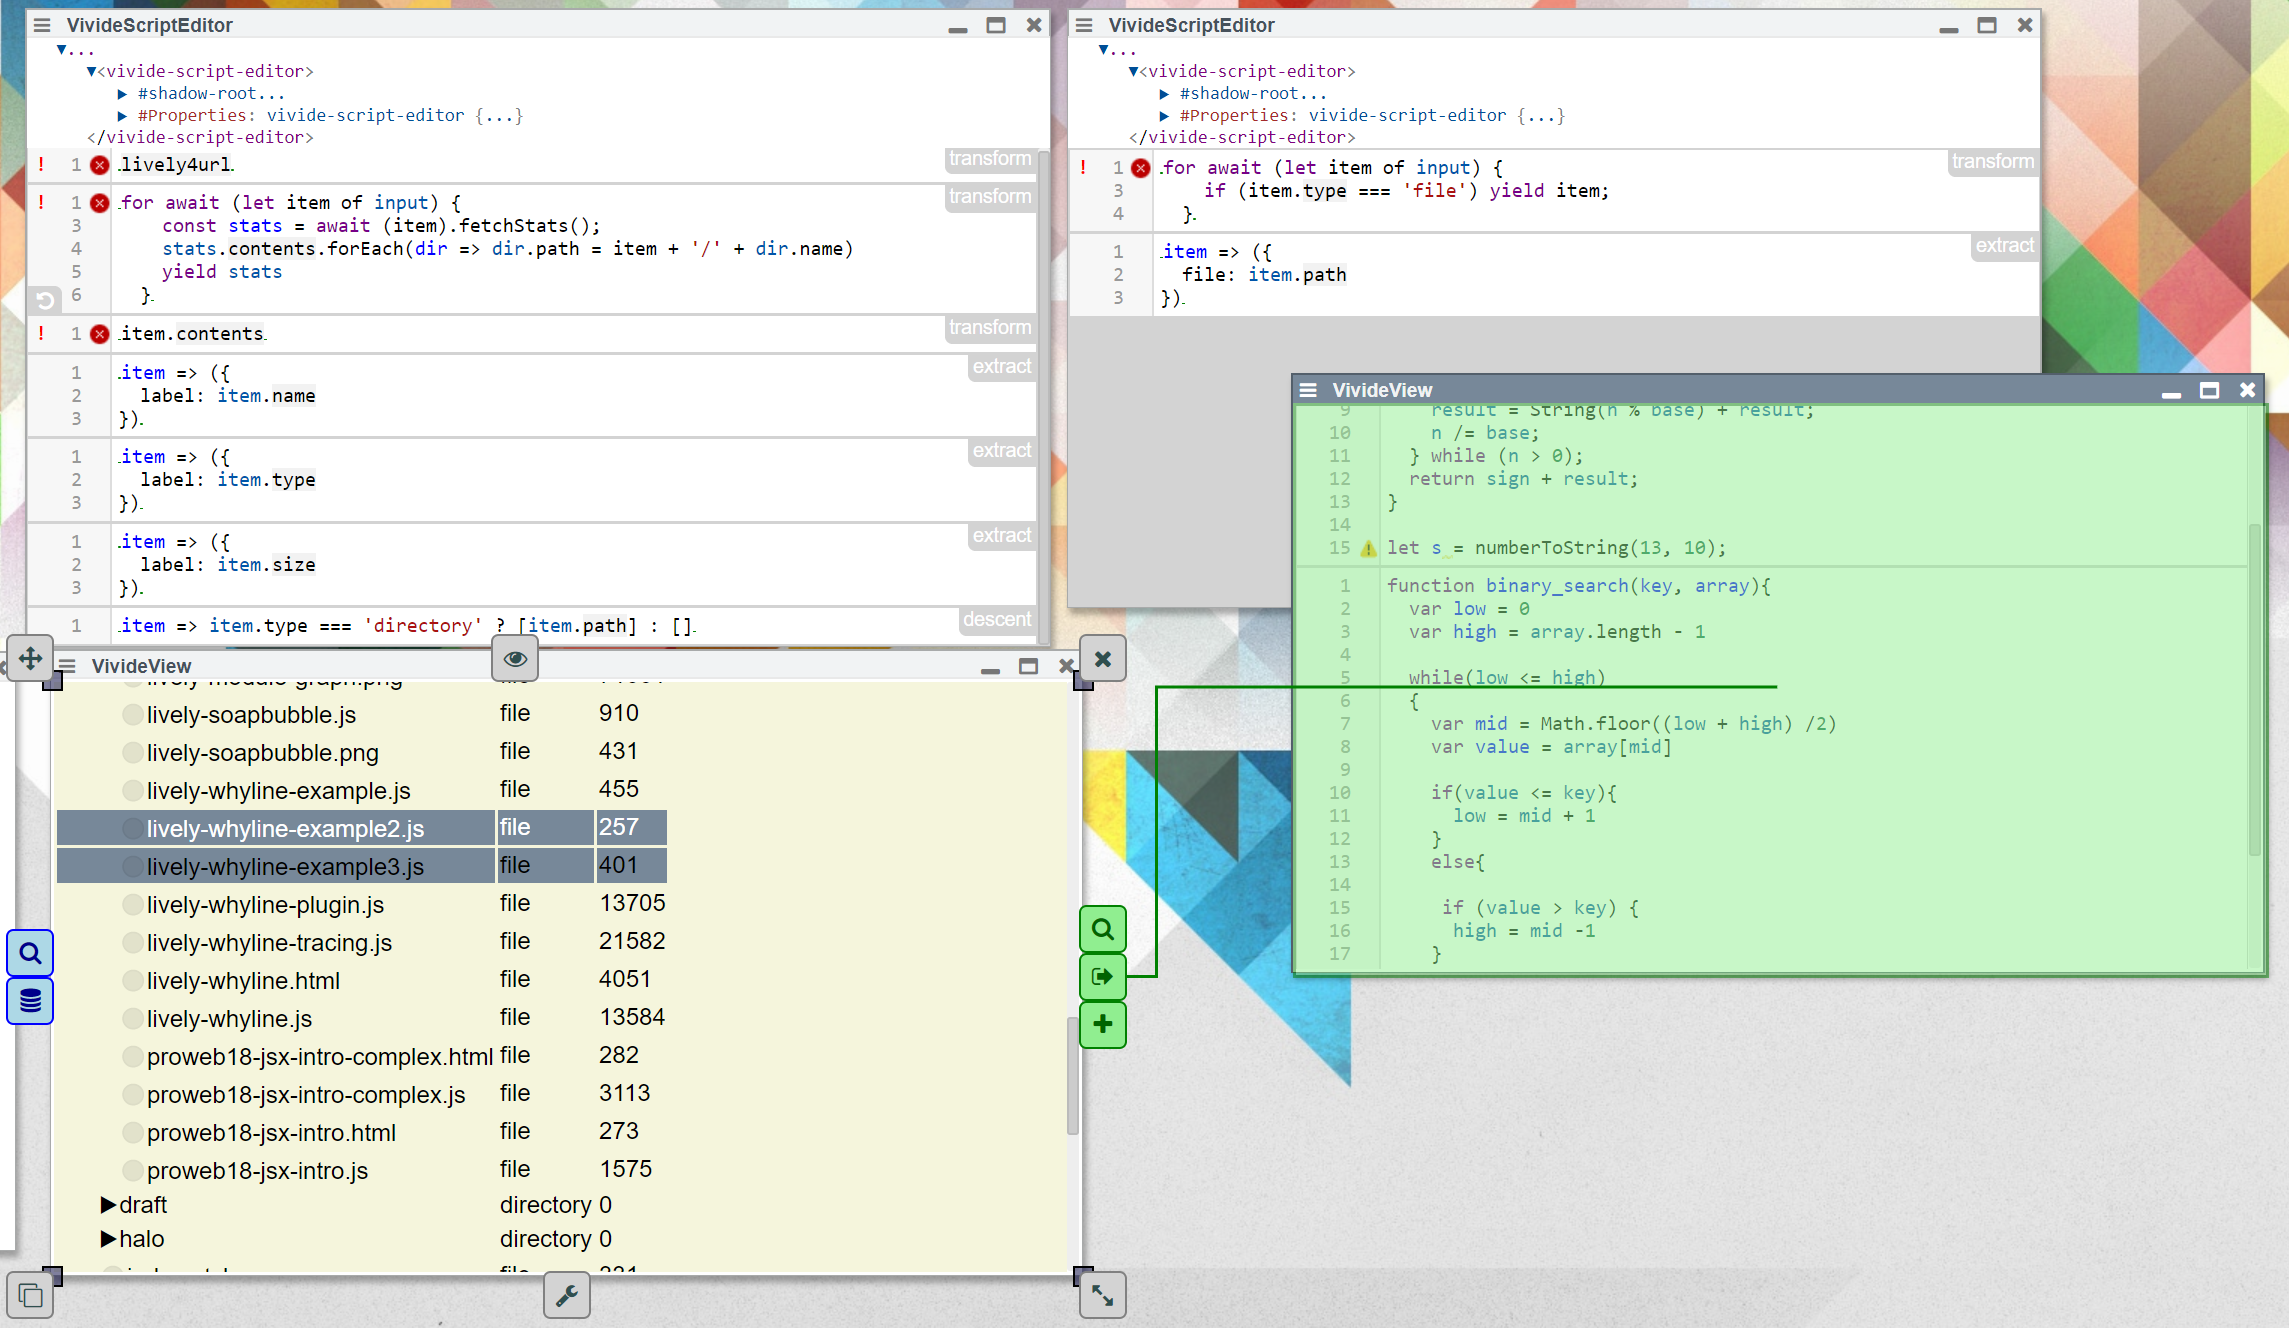 VivideScriptEditor
...
<vivide-script-editor>
#shadow-root...
#Properties: vivide-script-editor {...}
</vivide-script-editor>
! 1 lively4url
transform
! 1 for await (let item of input) {
transform
3 const stats = await (item).fetchStats();
4 stats.contents.forEach(dir => dir.path = item + '/' + dir.name)
5 yield stats
6 }
! 1 item.contents
transform
1 item => ({
extract
2 label: item.name
3 })
1 item => ({
extract
2 label: item.type
3 })
1 item => ({
extract
2 label: item.size
3 })
1 item => item.type === 'directory' ? [item.path] : []
descent
VivideScriptEditor
...
<vivide-script-editor>
#shadow-root...
#Properties: vivide-script-editor {...}
</vivide-script-editor>
! 1 for await (let item of input) {
transform
3 if (item.type === 'file') yield item;
4 }
1 item => ({
extract
2 file: item.path
3 })
VivideView
9 result = String(n % base) + result;
10 n /= base;
11 } while (n > 0);
12 return sign + result;
13 }
14
15 let s = numberToString(13, 10);
1 function binary_search(key, array){
2 var low = 0
3 var high = array.length - 1
4
5 while(low <= high)
6 {
7 var mid = Math.floor((low + high) /2)
8 var value = array[mid]
9
10 if(value <= key){
11 low = mid + 1
12 }
13 else{
14
15 if (value > key) {
16 high = mid -1
17 }
VivideView
lively-module-graph.png
lively-soapbubble.js file 910
lively-soapbubble.png file 431
lively-whyline-example.js file 455
lively-whyline-example2.js file 257
lively-whyline-example3.js file 401
lively-whyline-plugin.js file 13705
lively-whyline-tracing.js file 21582
lively-whyline.html file 4051
lively-whyline.js file 13584
proweb18-jsx-intro-complex.html file 282
proweb18-jsx-intro-complex.js file 3113
proweb18-jsx-intro.html file 273
proweb18-jsx-intro.js file 1575
draft directory 0
halo directory 0
file 331